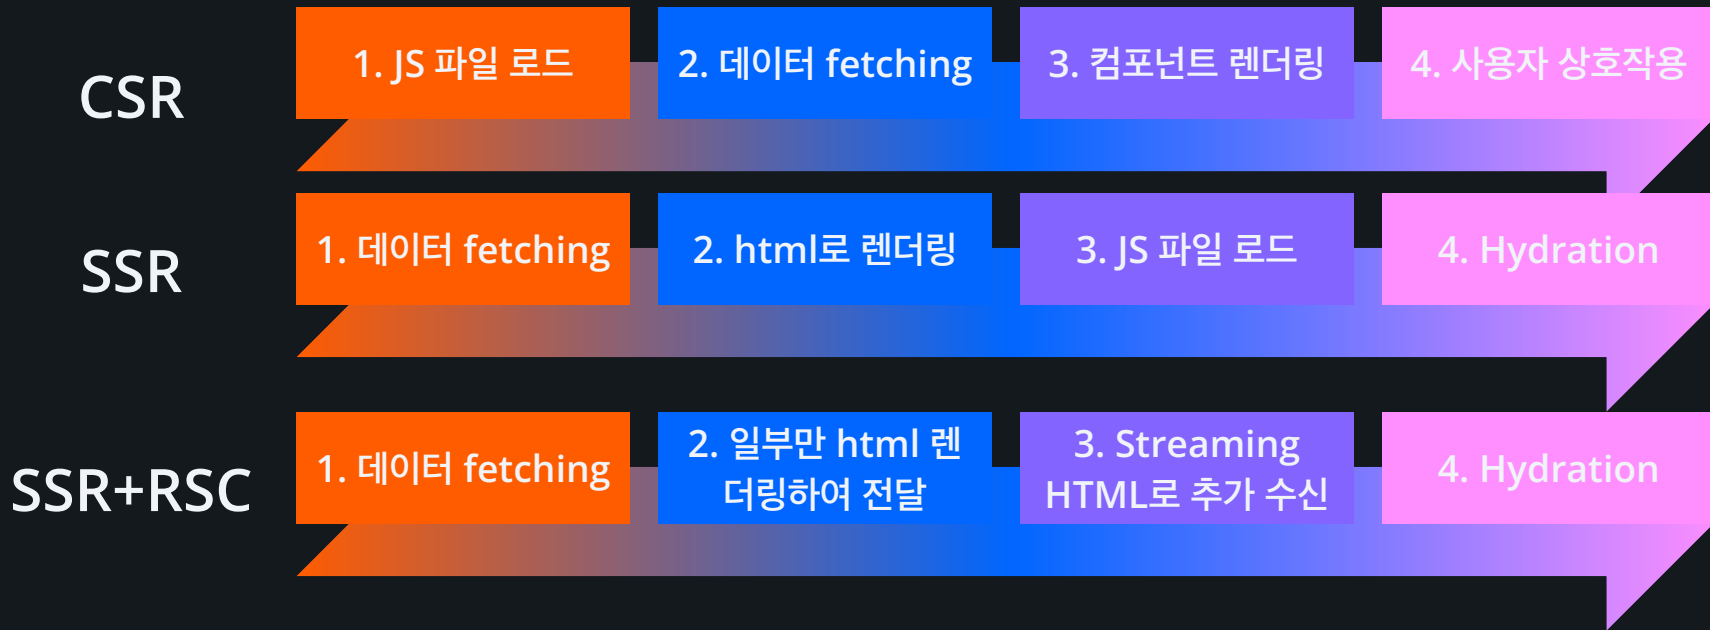 CSR
1. JS 파일 로드
2. 데이터 fetching
3. 컴포넌트 렌더링
4. 사용자 상호작용
SSR
1. 데이터 fetching
2. html로 렌더링
3. JS 파일 로드
4. Hydration
SSR+RSC
1. 데이터 fetching
2. 일부만 html 렌
더링하여 전달
3. Streaming
HTML로 추가 수신
4. Hydration